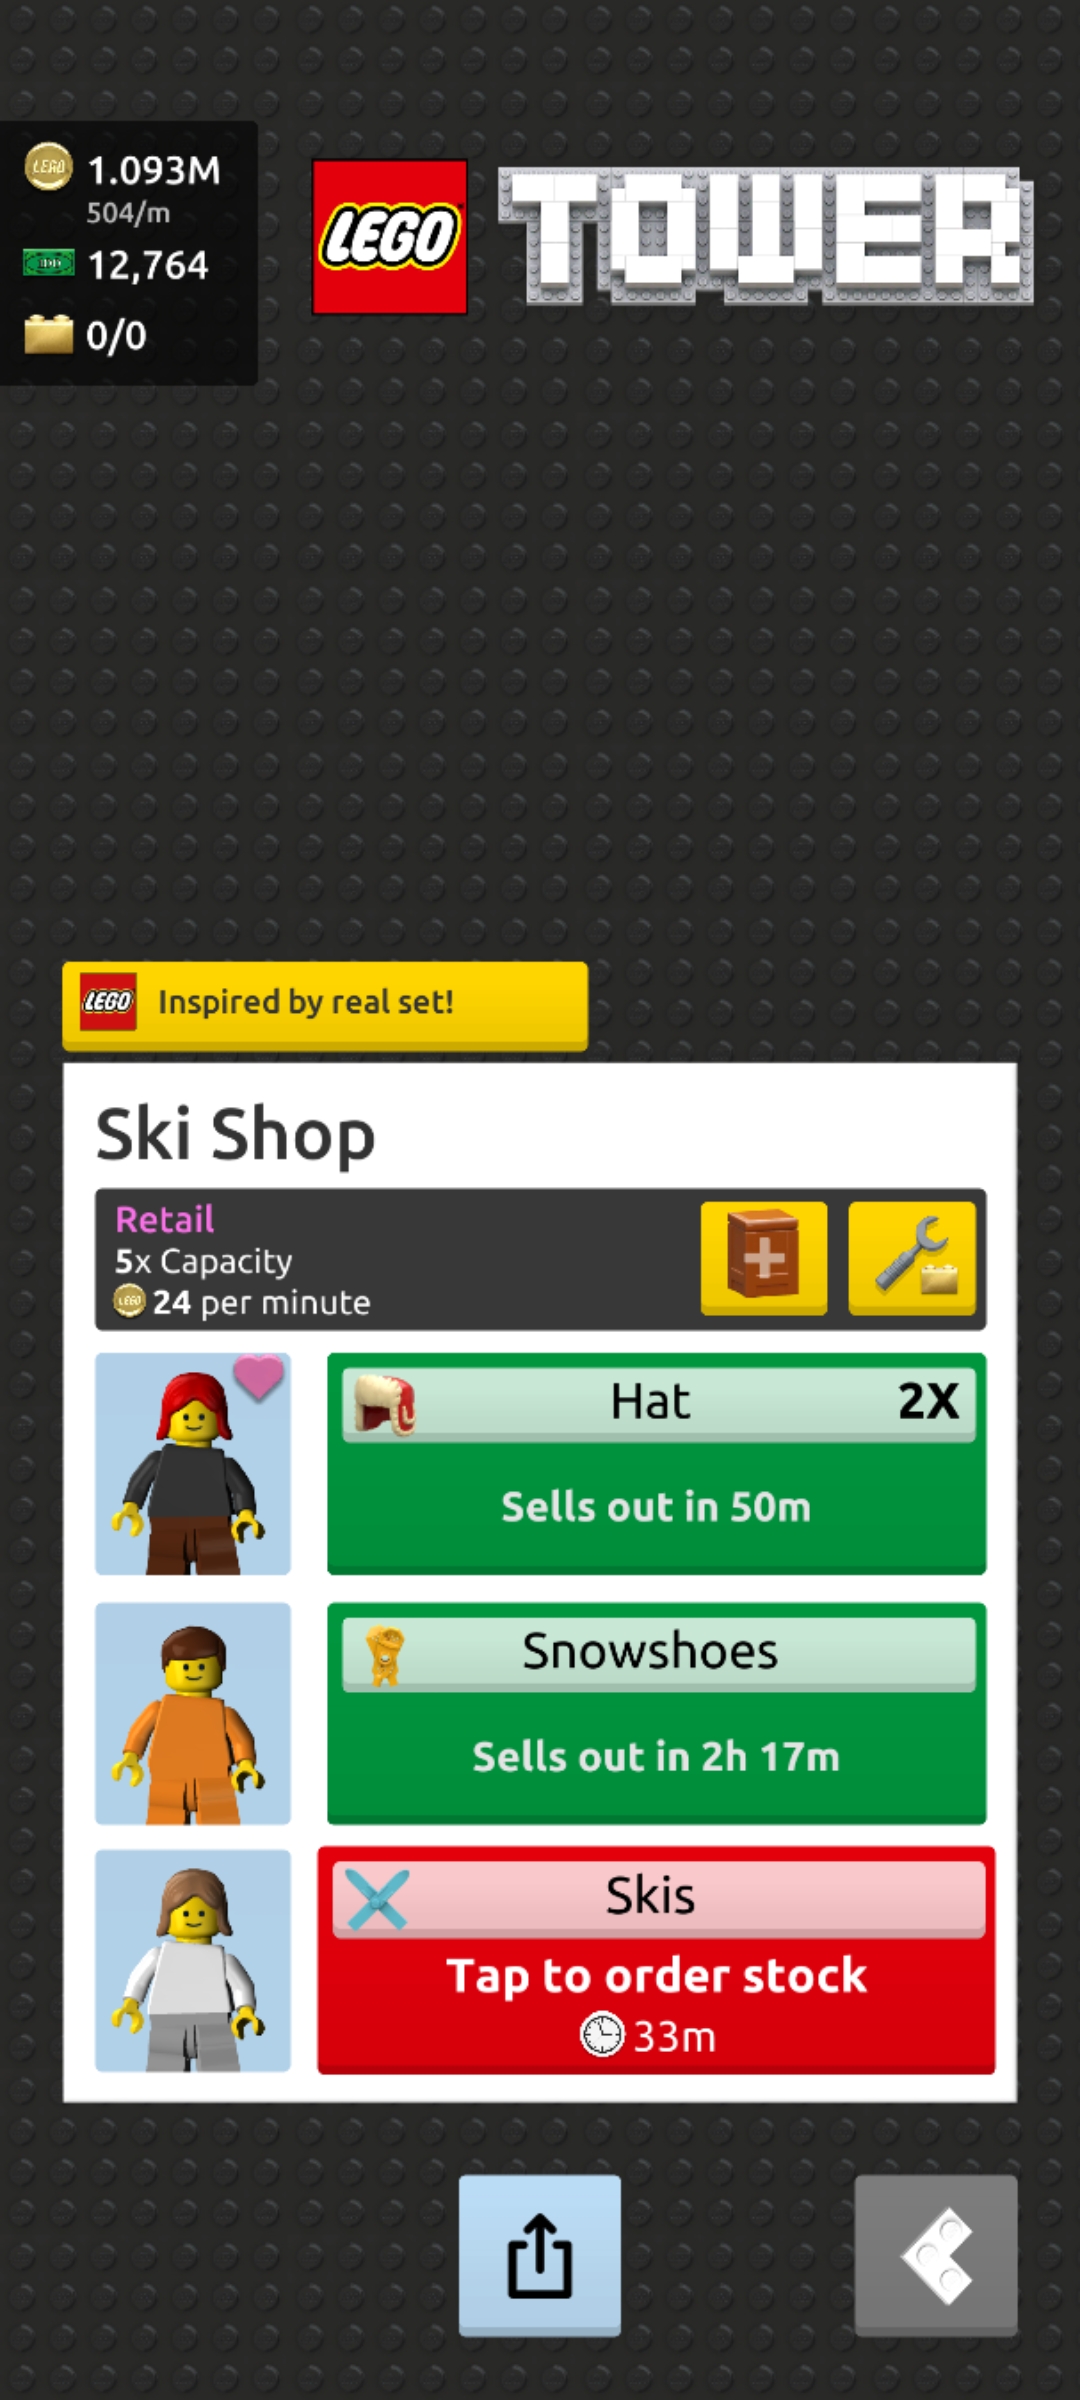 1.093M
504/m
12,764
0/0
LEGO TOWER
LEGO Inspired by real set!
Ski Shop
Retail
5x Capacity
24 per minute
Hat 2X
Sells out in 50m
Snowshoes
Sells out in 2h 17m
Skis
Tap to order stock
33m